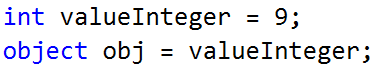 int valueInteger = 9;
object obj = valueInteger;